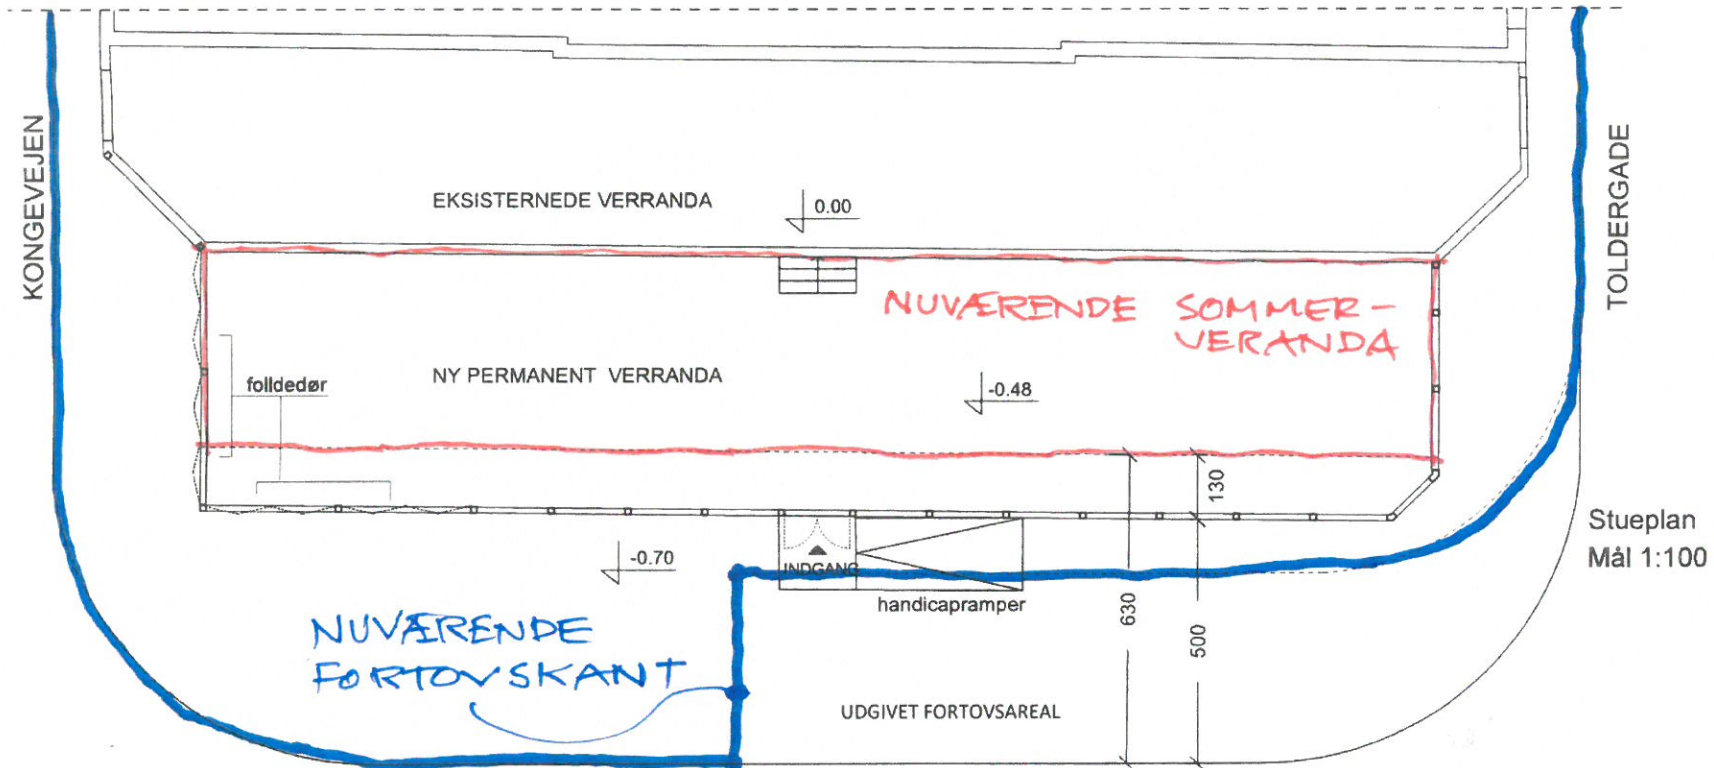 KONGEVEJEN
TOLDERGADE
EKSISTERNEDE VERRANDA
0.00
NUVÆRENDE SOMMER-
VERANDA
folldedør
NY PERMANENT VERRANDA
-0.48
130
Stueplan
Mål 1:100
-0.70
INDGANG
handicapramper
630
500
NUVÆRENDE
FORTOVSKANT
UDGIVET FORTOVSAREAL